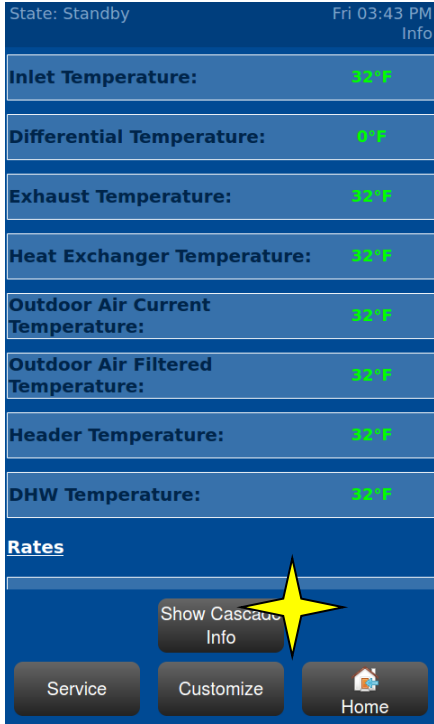 State: Standby
Fri 03:43 PM
Info
Inlet Temperature: 32°F
Differential Temperature: 0°F
Exhaust Temperature: 32°F
Heat Exchanger Temperature: 32°F
Outdoor Air Current
Temperature: 32°F
Outdoor Air Filtered
Temperature: 32°F
Header Temperature: 32°F
DHW Temperature: 32°F
Rates
Show Cascade
Info
Service
Customize
Home